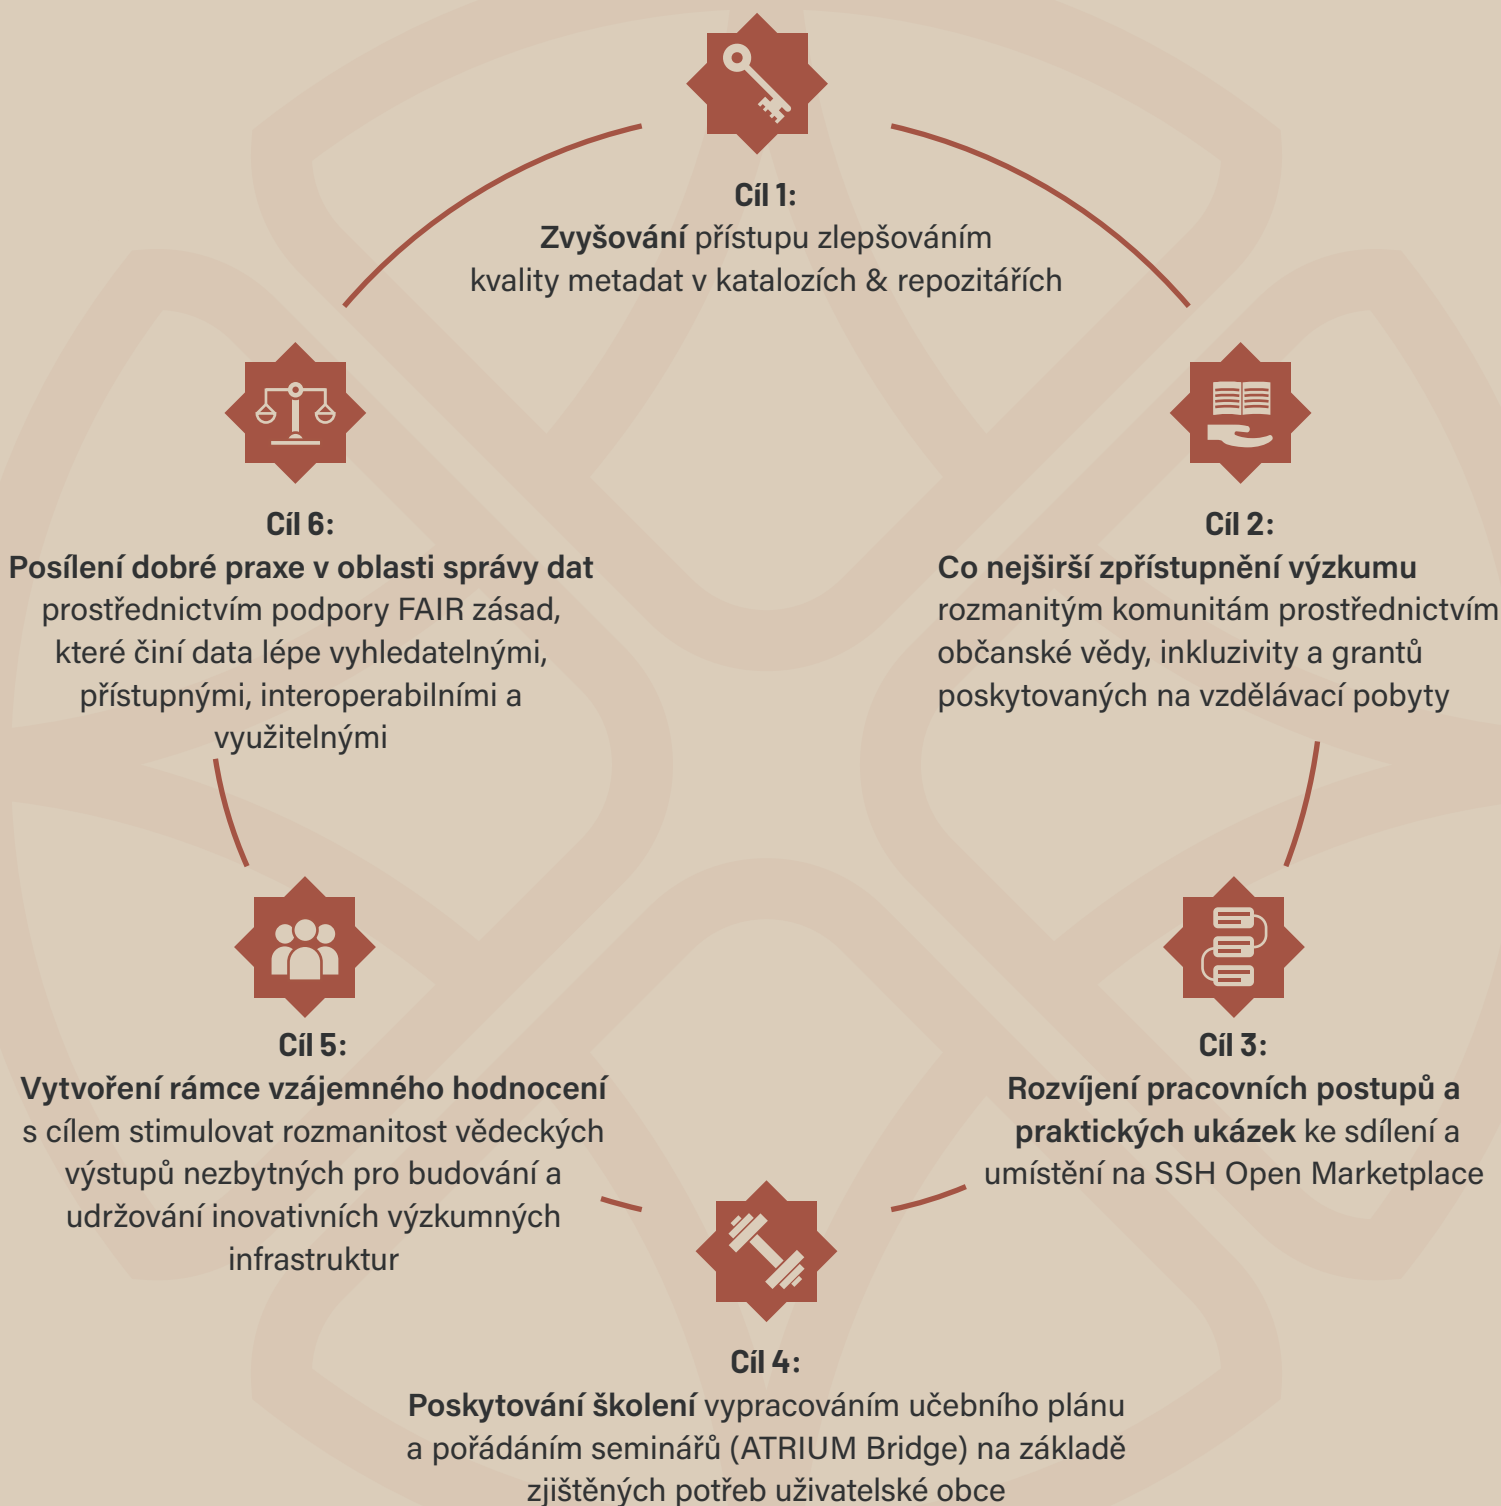 Cíl 1:
Zvyšování přístupu zlepšováním
kvality metadat v katalozích & repozitářích
Cíl 2:
Co nejširší zpřístupnění výzkumu
rozmanitým komunitám prostřednictvím
občanské vědy, inkluzivity a grantů
poskytovaných na vzdělávací pobyty
Cíl 3:
Rozvíjení pracovních postupů a
praktických ukázek ke sdílení a
umístění na SSH Open Marketplace
Cíl 4:
Poskytování školení vypracováním učebního plánu
a pořádáním seminářů (ATRIUM Bridge) na základě
zjištěných potřeb uživatelské obce
Cíl 5:
Vytvoření rámce vzájemného hodnocení
s cílem stimulovat rozmanitost vědeckých
výstupů nezbytných pro budování a
udržování inovativních výzkumných
infrastruktur
Cíl 6:
Posílení dobré praxe v oblasti správy dat
prostřednictvím podpory FAIR zásad,
které činí data lépe vyhledatelnými,
přístupnými, interoperabilními a
využitelnými